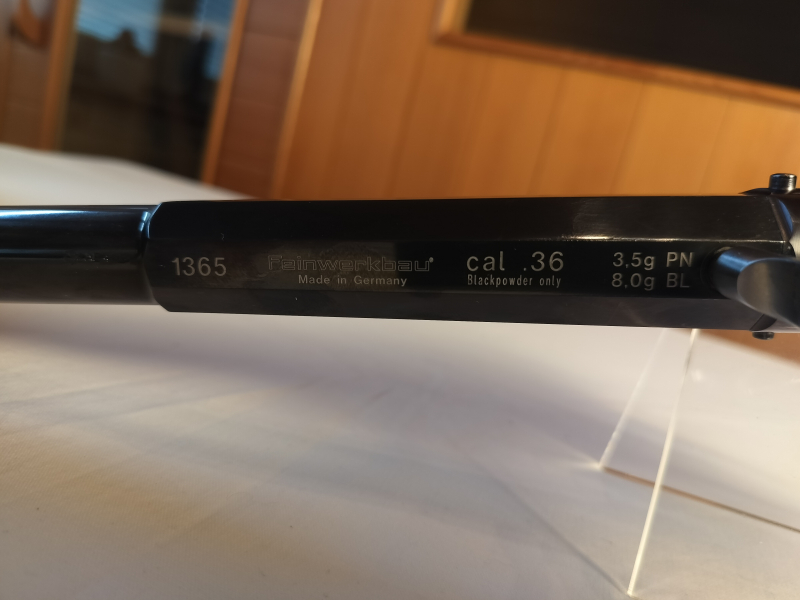 1365
Feinwerkbau®
Made in Germany
cal .36
Blackpowder only
3.5g PN
8.0g BL